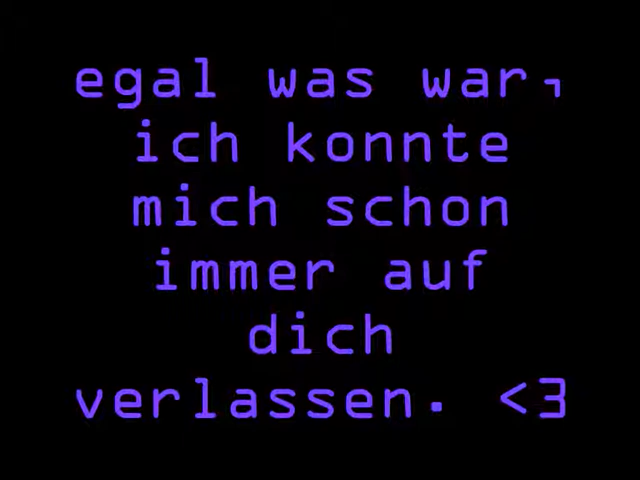 egal was war,
ich konnte
mich schon
immer auf
dich
verlassen. <3